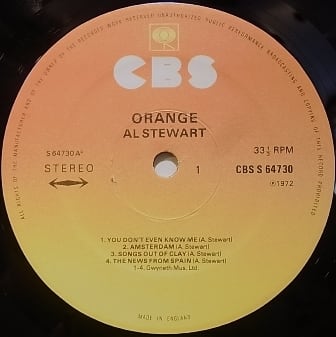 ALL RIGHTS OF THE MANUFACTURER AND OF THE OWNER OF THE RECORDED WORK RESERVED UNAUTHORIZED PUBLIC PERFORMANCE BROADCASTING AND COPYING OF THIS RECORD PROHIBITED
CBS
ORANGE
AL STEWART
S 64730 A
33⅓ RPM
STEREO
1
CBS S 64730
℗1972
1. YOU DON'T EVEN KNOW ME (A. Stewart)
2. AMSTERDAM (A. Stewart)
3. SONGS OUT OF CLAY (A. Stewart)
4. THE NEWS FROM SPAIN (A. Stewart)
1-4, Gwyneth Mus. Ltd.
MADE IN ENGLAND